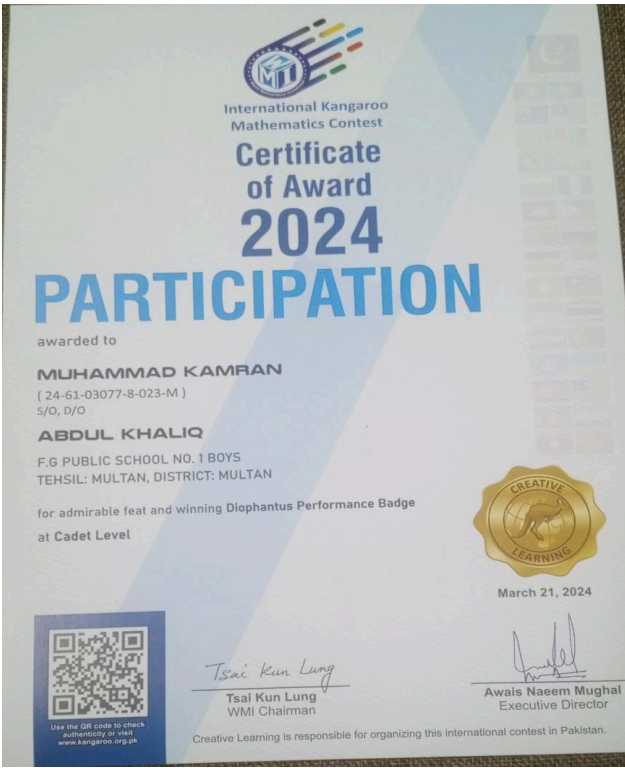 International Kangaroo
Mathematics Contest
Certificate
of Award
2024
PARTICIPATION
awarded to
MUHAMMAD KAMRAN
( 24-61-03077-8-023-M )
S/O, D/O
ABDUL KHALIQ
F.G PUBLIC SCHOOL NO. 1 BOYS
TEHSIL: MULTAN, DISTRICT: MULTAN
for admirable feat and winning Diophantus Performance Badge
at Cadet Level
CREATIVE
LEARNING
March 21, 2024
Tsai Kun Lung
Tsai Kun Lung
WMI Chairman
Awais Naeem Mughal
Executive Director
Use the QR code to check
authenticity or visit
www.kangaroo.org.pk
Creative Learning is responsible for organizing this international contest in Pakistan.